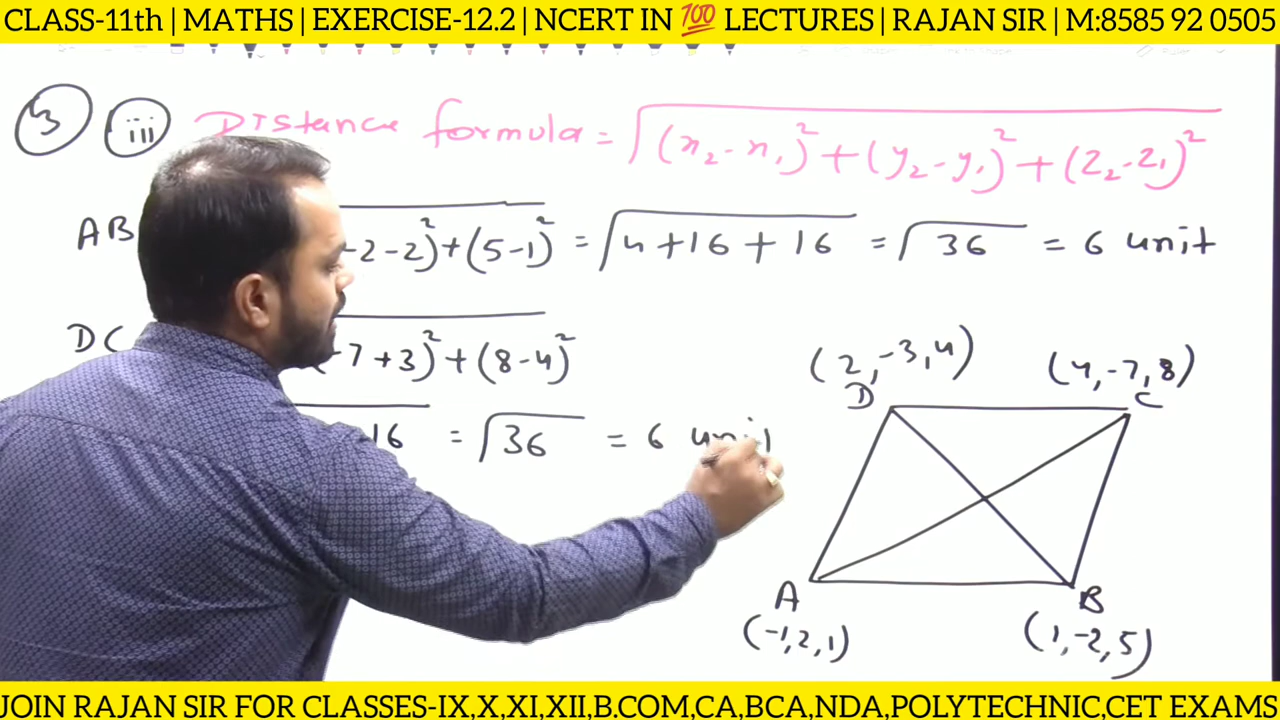 CLASS-11th | MATHS | EXERCISE-12.2 | NCERT IN 💯 LECTURES | RAJAN SIR | M:8585 92 0505
3 iii Distance formula = √(x₂-x₁)²+(y₂-y₁)²+(z₂-z₁)²
AB -2-2)²+(5-1)² = √4+16+16 = √36 = 6 unit
DC -7+3)²+(8-4)²
16 = √36 = 6 unit
(2,-3,4) (4,-7,8)
D C
A B
(-1,2,1) (1,-2,5)
JOIN RAJAN SIR FOR CLASSES-IX,X,XI,XII,B.COM,CA,BCA,NDA,POLYTECHNIC,CET EXAMS